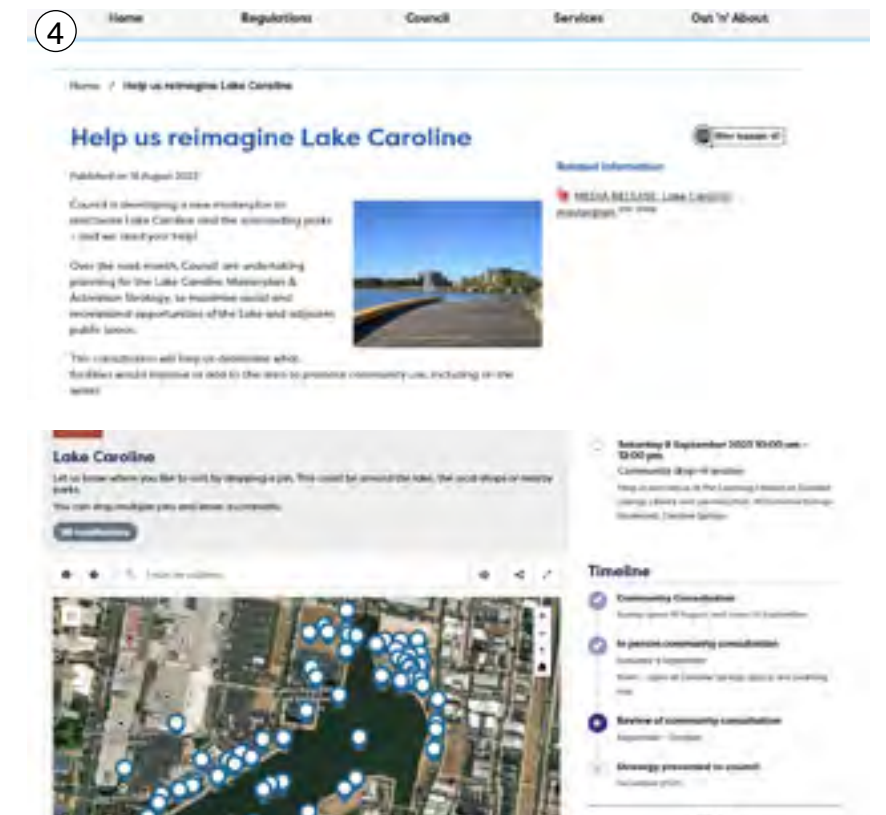 4
Home Regulations Council Services Out 'n' About
Home / Help us reimagine Lake Caroline
Help us reimagine Lake Caroline
Published on 18 August 2023
Related Information
MEDIA RELEASE: Lake Caroline
masterplan
Council is developing a new masterplan to
Lake Caroline and the surrounding parks
– and we need your help!
Over the next month, Council are undertaking
planning for the Lake Caroline Masterplan &
Activation Strategy, to maximise social and
recreational opportunities of the Lake and adjacent
public spaces.
This consultation will help us determine what
facilities would improve or add to the area to promote community use, including on the
water.
Lake Caroline
Let us know where you like to visit by dropping a pin. This could be around the lake, the local shops or nearby
parks.
You can drop multiple pins and leave comments.
Saturday 9 September 2023 10:00 am –
12:00 pm
Community drop-in session
Timeline
Community Consultation
In person community consultation
Saturday 9 September
Review of community consultation
September - October
Strategy presented to council